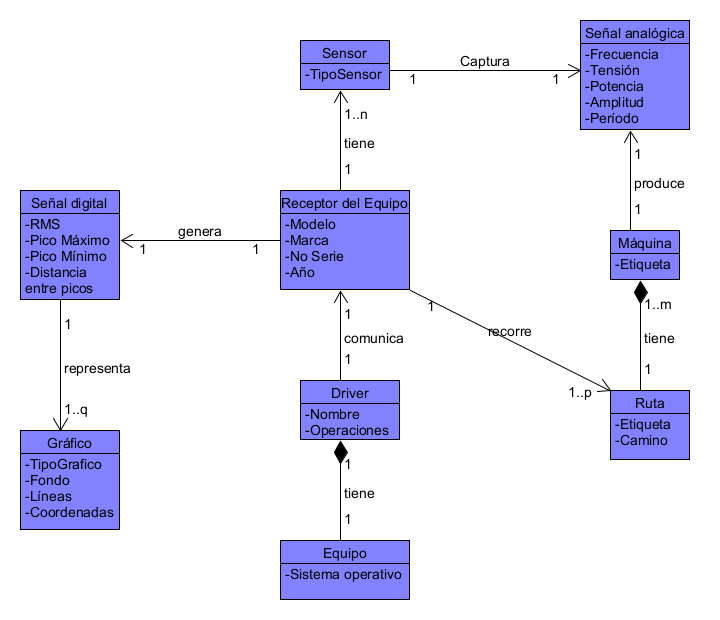 Señal analógica
-Frecuencia
-Tensión
-Potencia
-Amplitud
-Período
Sensor
-TipoSensor
Captura
1
1
1..n
tiene
1
1
produce
1
Señal digital
-RMS
-Pico Máximo
-Pico Mínimo
-Distancia
entre picos
genera
1
1
Receptor del Equipo
-Modelo
-Marca
-No Serie
-Año
Máquina
-Etiqueta
1..m
tiene
1
1
recorre
1..p
1
comunica
1
1
representa
1..q
Driver
-Nombre
-Operaciones
Ruta
-Etiqueta
-Camino
Gráfico
-TipoGrafico
-Fondo
-Líneas
-Coordenadas
1
tiene
1
Equipo
-Sistema operativo